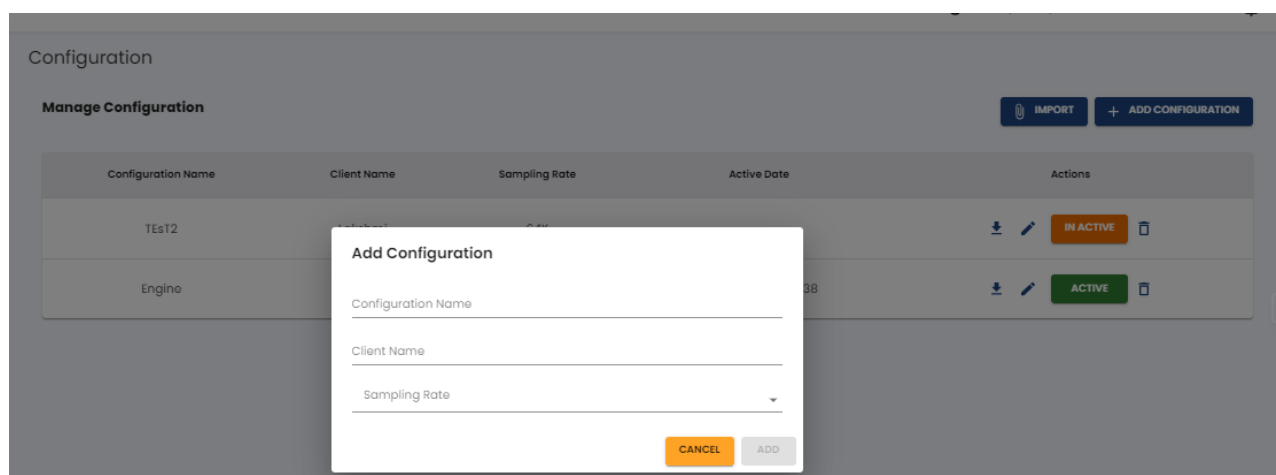 Configuration
Manage Configuration
IMPORT
+ ADD CONFIGURATION
Configuration Name Client Name Sampling Rate Active Date Actions
TEsT2
IN ACTIVE
Engine
38
ACTIVE
Add Configuration
Configuration Name
Client Name
Sampling Rate
CANCEL
ADD